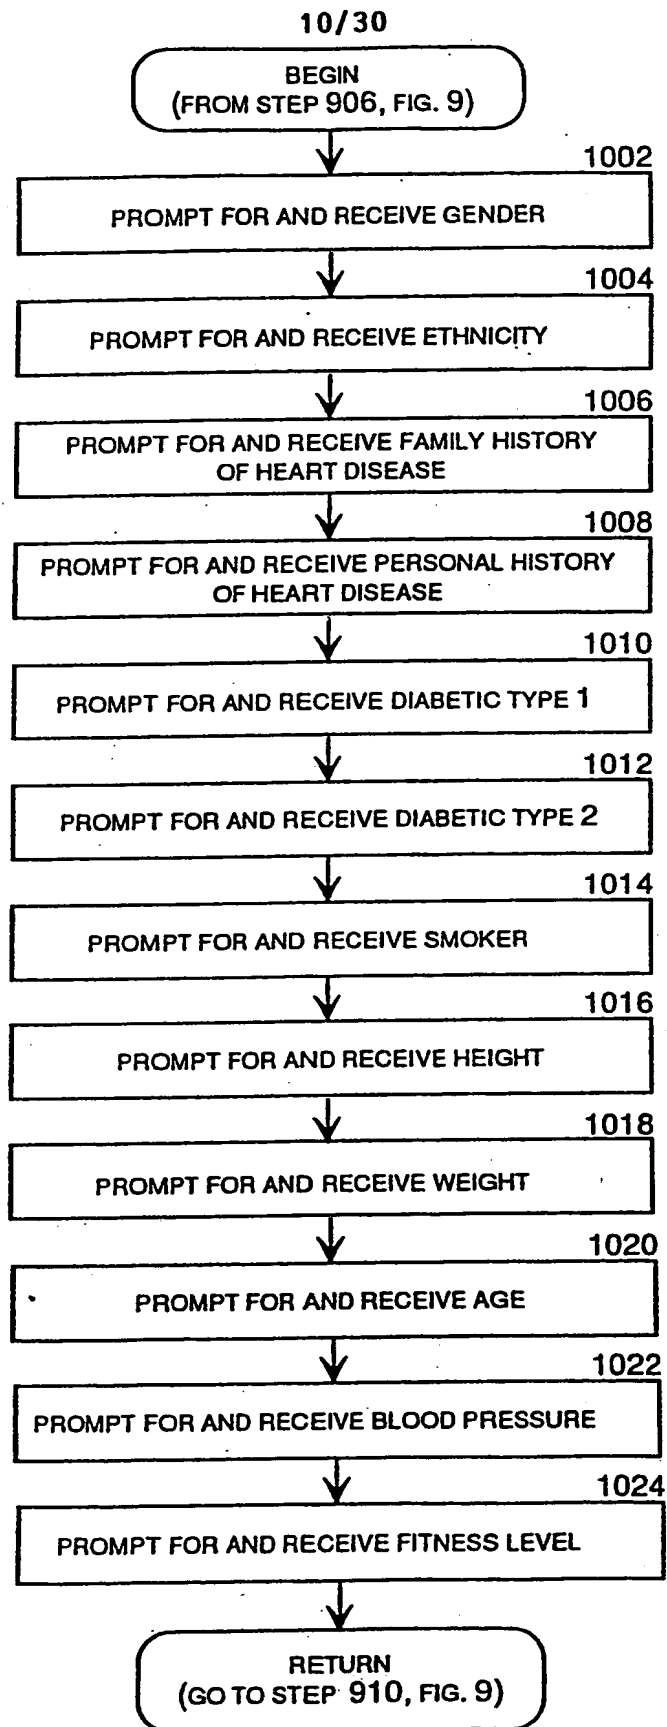 10/30
BEGIN
(FROM STEP 906, FIG. 9)
1002
PROMPT FOR AND RECEIVE GENDER
1004
PROMPT FOR AND RECEIVE ETHNICITY
1006
PROMPT FOR AND RECEIVE FAMILY HISTORY
OF HEART DISEASE
1008
PROMPT FOR AND RECEIVE PERSONAL HISTORY
OF HEART DISEASE
1010
PROMPT FOR AND RECEIVE DIABETIC TYPE 1
1012
PROMPT FOR AND RECEIVE DIABETIC TYPE 2
1014
PROMPT FOR AND RECEIVE SMOKER
1016
PROMPT FOR AND RECEIVE HEIGHT
1018
PROMPT FOR AND RECEIVE WEIGHT
1020
PROMPT FOR AND RECEIVE AGE
1022
PROMPT FOR AND RECEIVE BLOOD PRESSURE
1024
PROMPT FOR AND RECEIVE FITNESS LEVEL
RETURN
(GO TO STEP 910, FIG. 9)